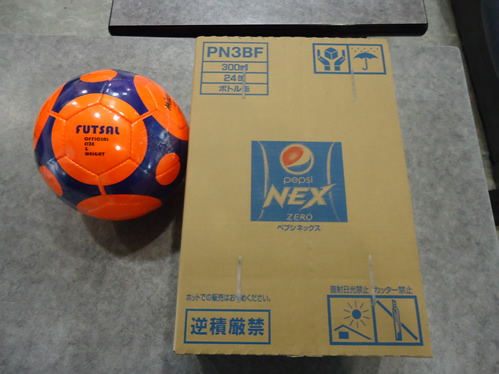 FUTSAL
OFFICIAL
SIZE
&
WEIGHT
PN3BF
300㎖
24本
ボトル缶
pepsi
NEX
ZERO
ペプシネックス
ホットでの販売はおやめください。
逆積厳禁
直射日光禁止
カッター禁止